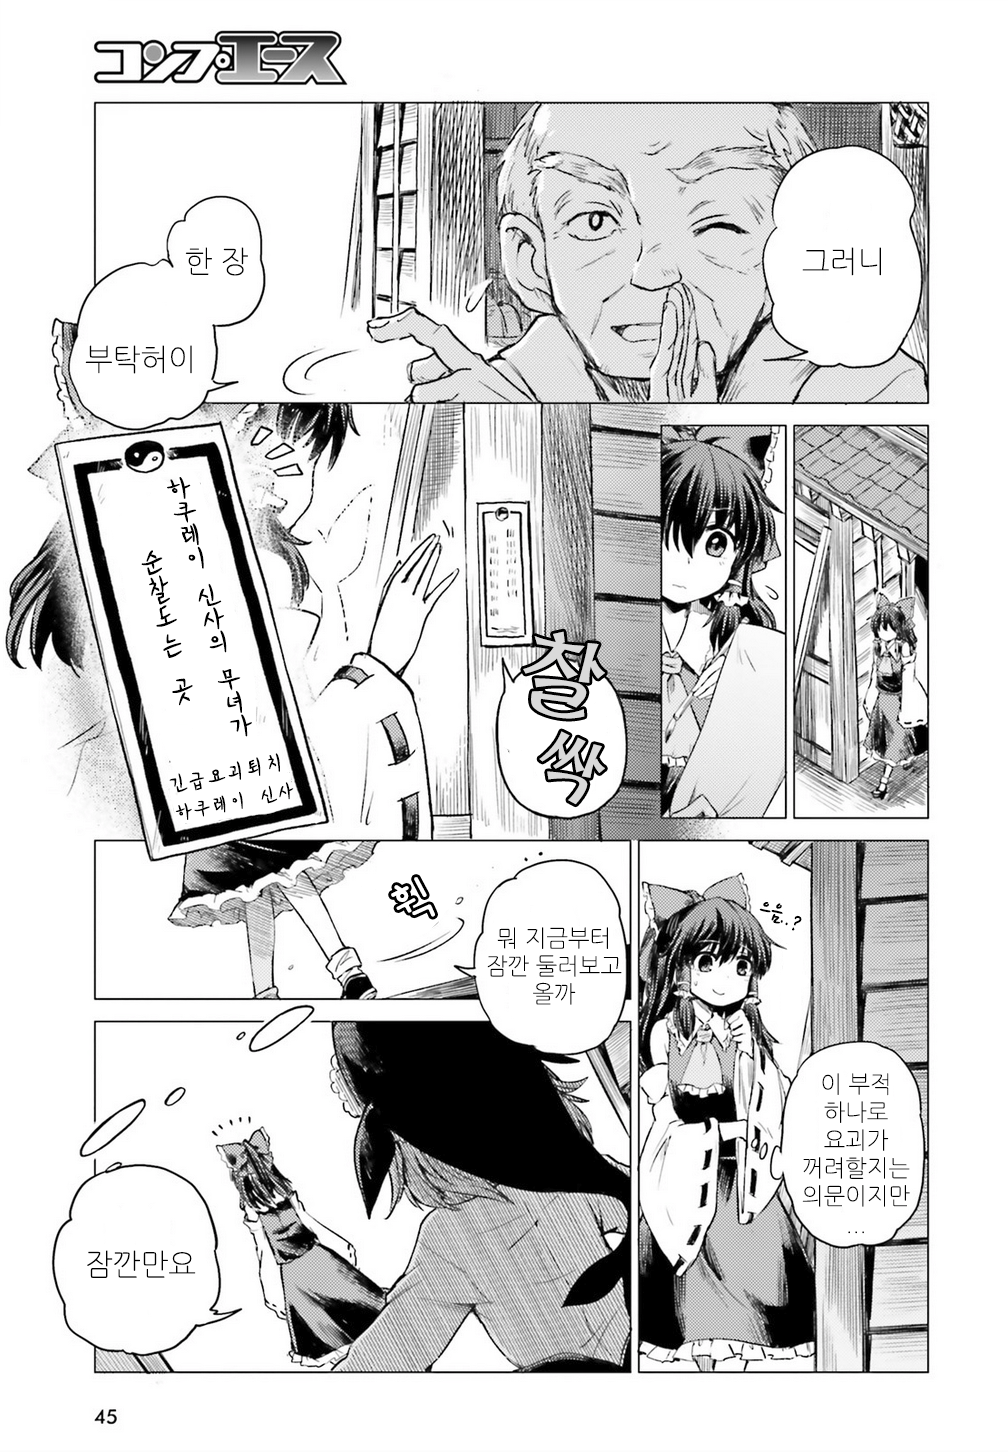 コンプエース
그러니
한 장
부탁허이
하쿠레이 신사의 무녀가
순찰도는 곳
긴급요괴퇴치
하쿠레이 신사
찰
싹
으음..?
이 부적
하나로
요괴가
꺼려할지는
의문이지만
...
뭐 지금부터
잠깐 둘러보고
올까
휙
잠깐만요
45